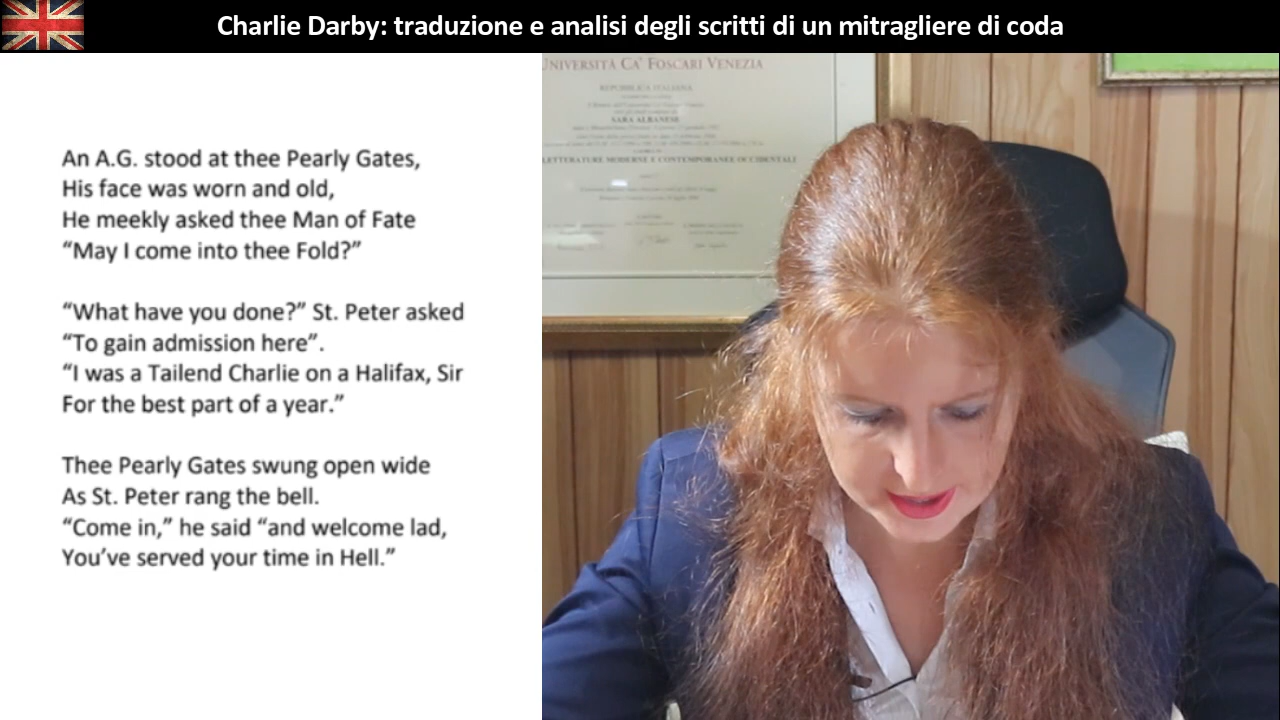 Charlie Darby: traduzione e analisi degli scritti di un mitragliere di coda
An A.G. stood at thee Pearly Gates,
His face was worn and old,
He meekly asked thee Man of Fate
“May I come into thee Fold?”
“What have you done?” St. Peter asked
“To gain admission here”.
“I was a Tailend Charlie on a Halifax, Sir
For the best part of a year.”
Thee Pearly Gates swung open wide
As St. Peter rang the bell.
“Come in,” he said “and welcome lad,
You’ve served your time in Hell.”
UNIVERSITÀ CA' FOSCARI VENEZIA
REPUBBLICA ITALIANA
SARA ALBANESE
LETTERATURE MODERNE E CONTEMPORANEE OCCIDENTALI